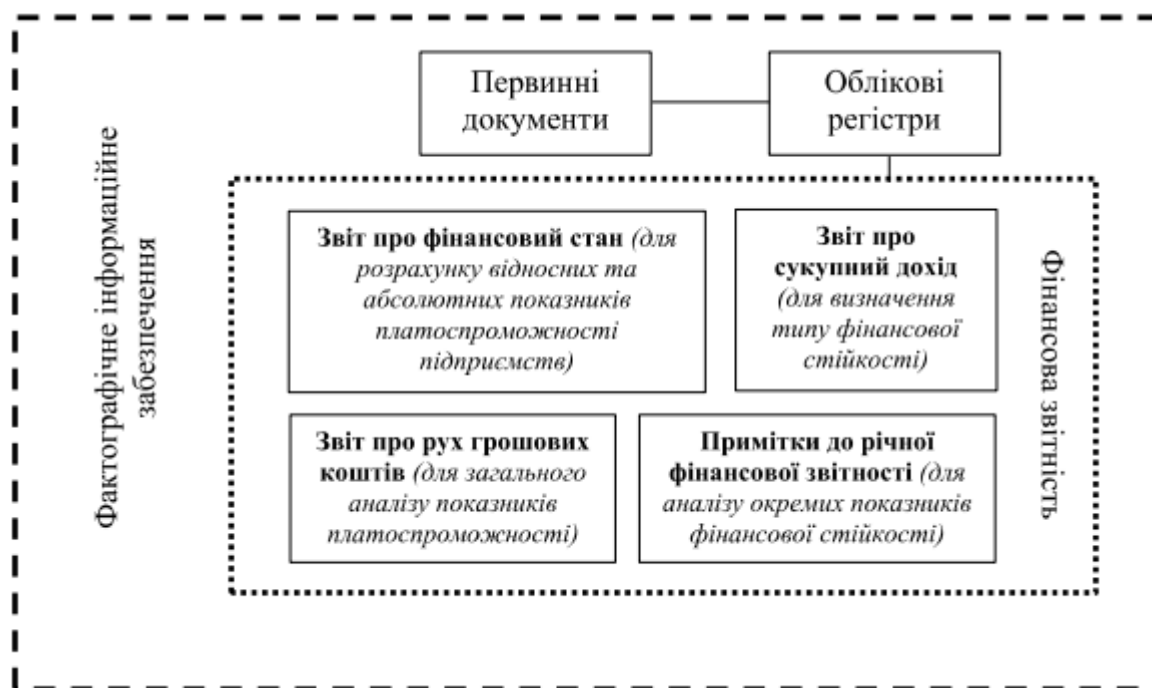 Первинні
документи
Облікові
регістри
Фактографічне інформаційне
забезпечення
Звіт про фінансовий стан (для
розрахунку відносних та
абсолютних показників
платоспроможності
підприємств)
Звіт про
сукупний дохід
(для визначення
типу фінансової
стійкості)
Звіт про рух грошових
коштів (для загального
аналізу показників
платоспроможності)
Примітки до річної
фінансової звітності (для
аналізу окремих показників
фінансової стійкості)
Фінансова звітність